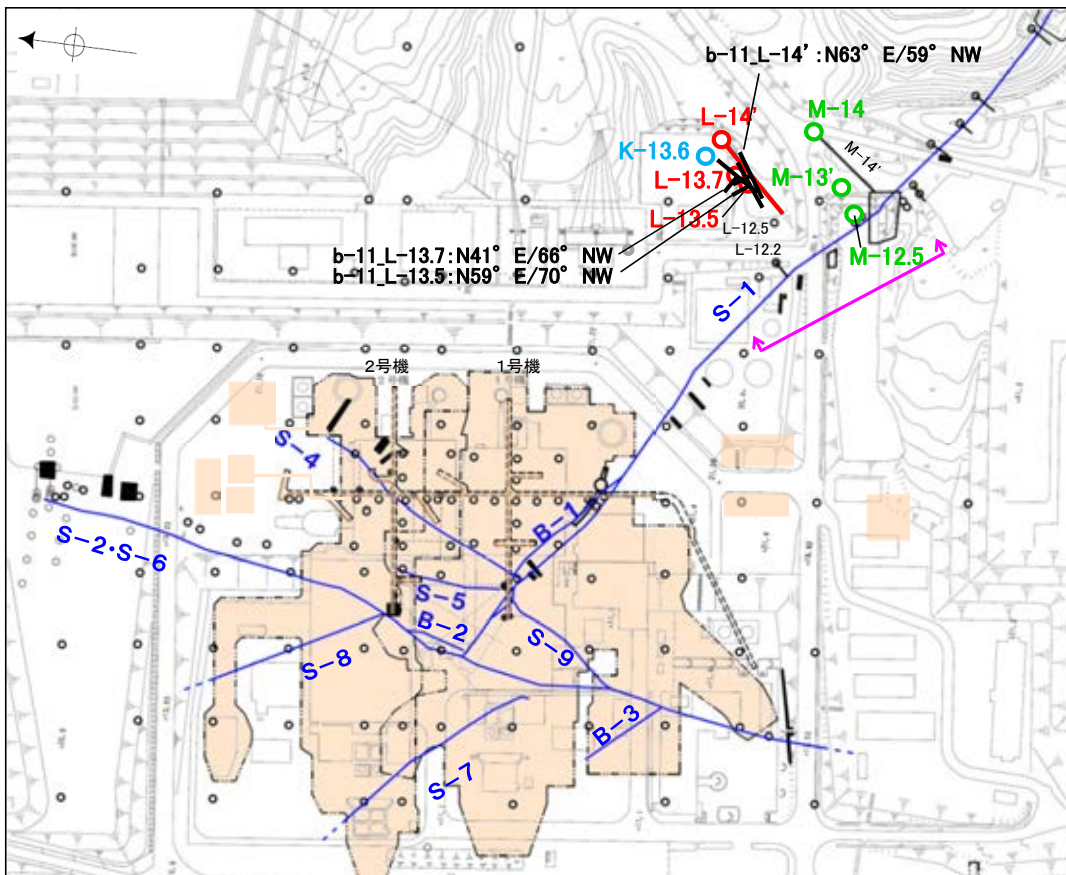 b-11_L-14’:N63° E/59° NW
L-14’
M-14
K-13.6
M-14’
L-13.7
M-13’
L-13.5
L-12.5
M-12.5
L-12.2
b-11_L-13.7:N41° E/66° NW
b-11_L-13.5:N59° E/70° NW
S-1
2号機
1号機
S-4
B-1
S-2・S-6
S-5
B-2
S-9
S-8
B-3
S-7